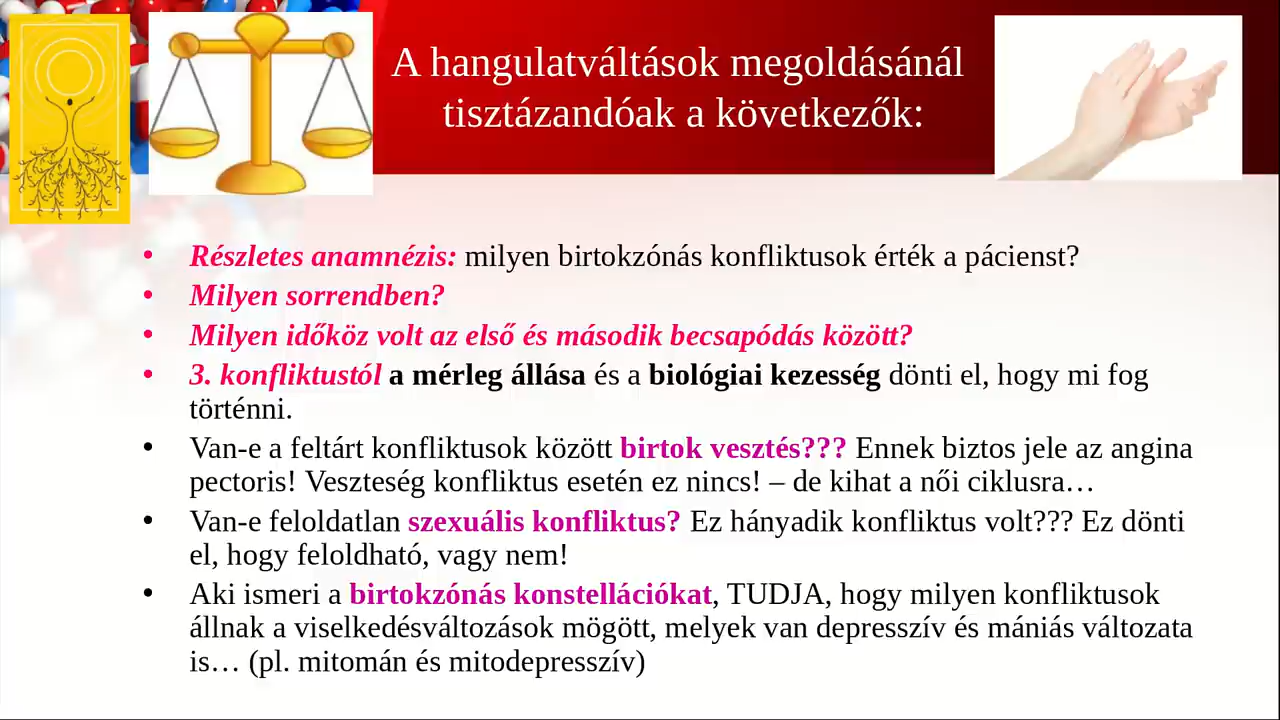 A hangulatváltások megoldásánál
tisztázandóak a következők:
• Részletes anamnézis: milyen birtokzónás konfliktusok érték a pácienst?
• Milyen sorrendben?
• Milyen időköz volt az első és második becsapódás között?
• 3. konfliktustól a mérleg állása és a biológiai kezesség dönti el, hogy mi fog
történni.
• Van-e a feltárt konfliktusok között birtok vesztés??? Ennek biztos jele az angina
pectoris! Veszteség konfliktus esetén ez nincs! – de kihat a női ciklusra…
• Van-e feloldatlan szexuális konfliktus? Ez hányadik konfliktus volt??? Ez dönti
el, hogy feloldható, vagy nem!
• Aki ismeri a birtokzónás konstellációkat, TUDJA, hogy milyen konfliktusok
állnak a viselkedésváltozások mögött, melyek van depresszív és mániás változata
is… (pl. mitomán és mitodepresszív)